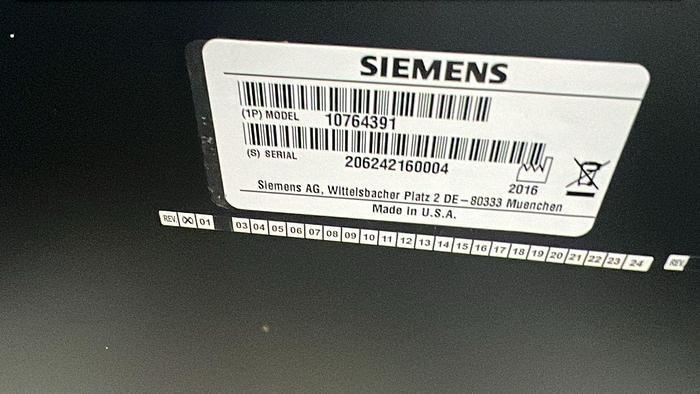 SIEMENS
(1P) MODEL 10764391
(S) SERIAL 206242160004
2016
Siemens AG, Wittelsbacher Platz 2 DE-80333 Muenchen
Made in U.S.A.
REV. 00 01 03 04 05 06 07 08 09 10 11 12 13 14 15 16 17 18 19 20 21 22 23 24 REV.